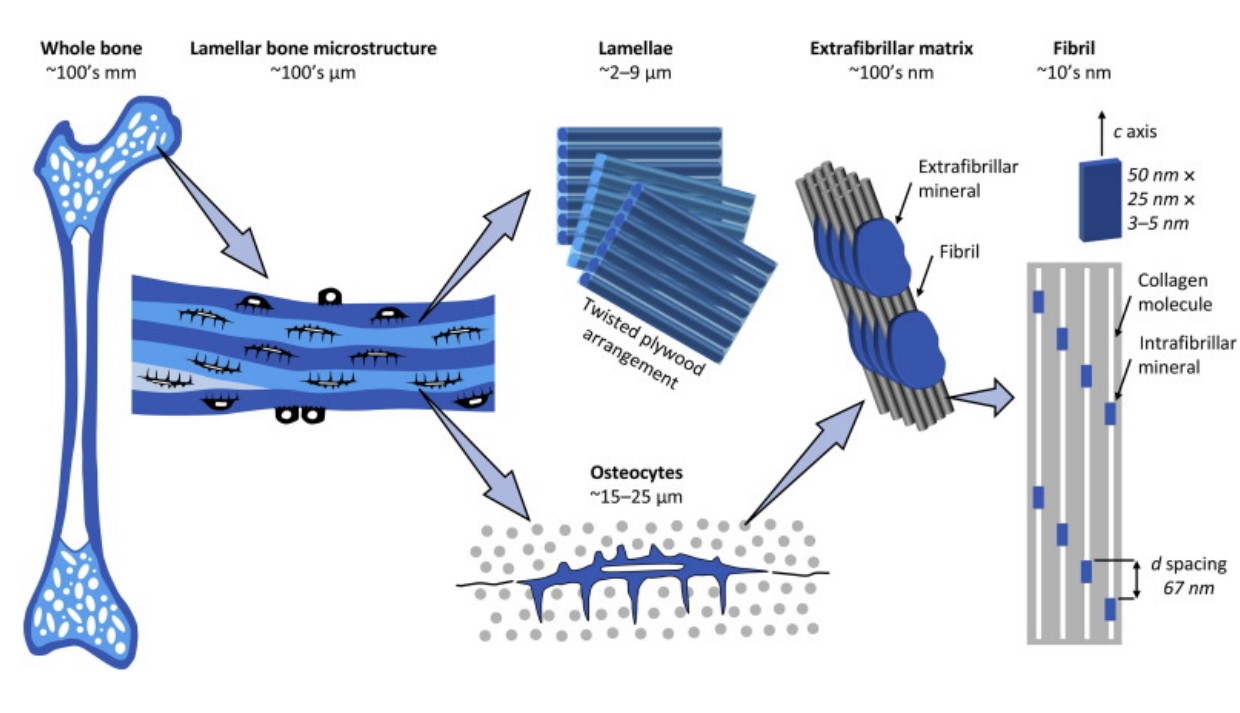 Whole bone
~100's mm
Lamellar bone microstructure
~100's µm
Lamellae
~2–9 µm
Twisted plywood
arrangement
Osteocytes
~15–25 µm
Extrafibrillar matrix
~100's nm
Extrafibrillar
mineral
Fibril
Fibril
~10's nm
c axis
50 nm ×
25 nm ×
3–5 nm
Collagen
molecule
Intrafibrillar
mineral
d spacing
67 nm